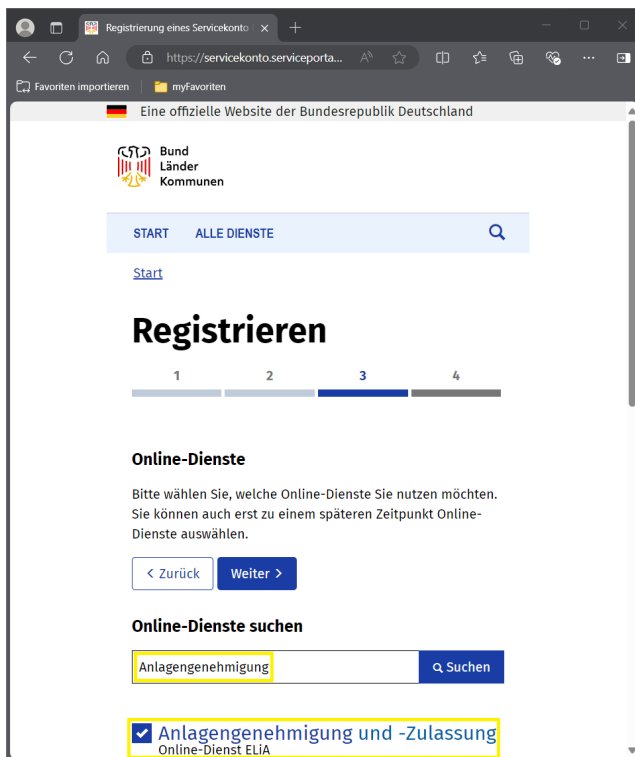 Registrierung eines Servicekonto
https://servicekonto.serviceporta...
Favoriten importieren
myFavoriten
Eine offizielle Website der Bundesrepublik Deutschland
Bund
Länder
Kommunen
START ALLE DIENSTE
Start
Registrieren
1 2 3 4
Online-Dienste
Bitte wählen Sie, welche Online-Dienste Sie nutzen möchten.
Sie können auch erst zu einem späteren Zeitpunkt Online-
Dienste auswählen.
< Zurück Weiter >
Online-Dienste suchen
Anlagengenehmigung Suchen
Anlagengenehmigung und -Zulassung
Online-Dienst ELiA